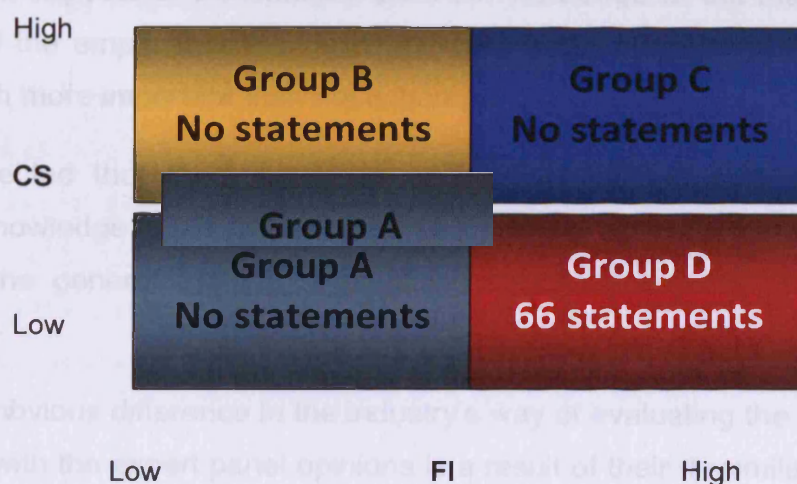 High
Group B
No statements
Group C
No statements
CS
Group A
Group A
No statements
Group D
66 statements
Low
Low
FI
High